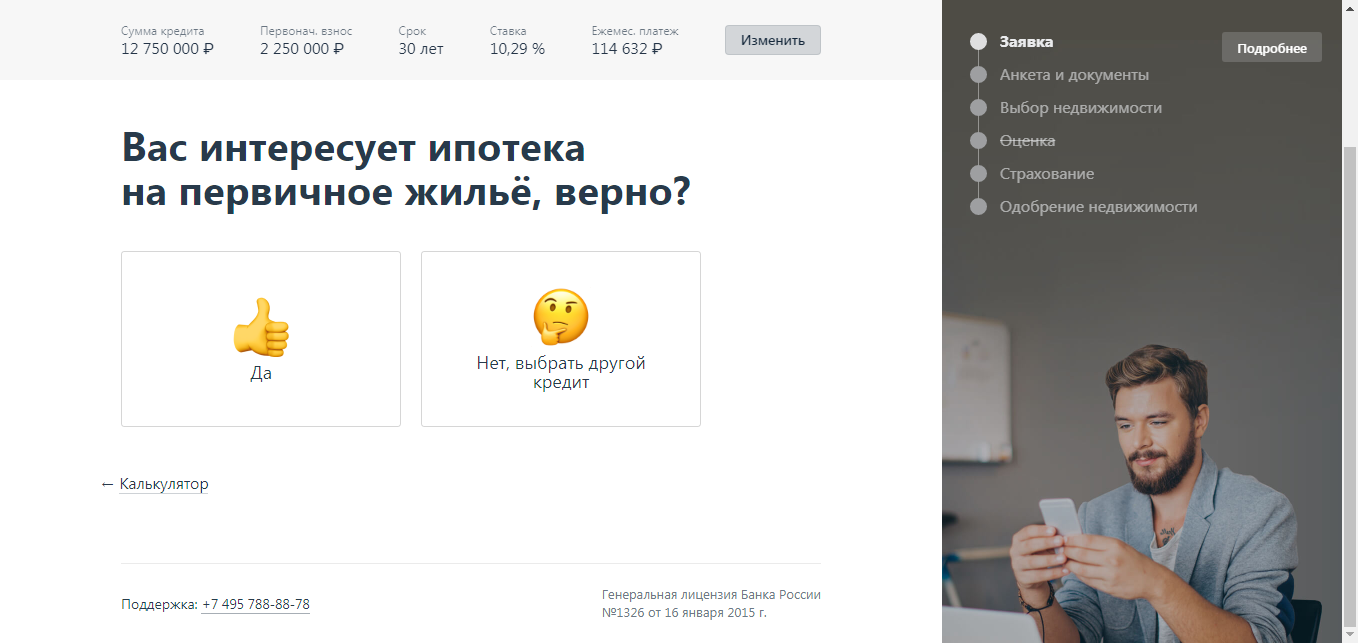 Сумма кредита
12 750 000 ₽
Первонач. взнос
2 250 000 ₽
Срок
30 лет
Ставка
10,29 %
Ежемес. платеж
114 632 ₽
Изменить
Вас интересует ипотека
на первичное жильё, верно?
Да
Нет, выбрать другой
кредит
← Калькулятор
Поддержка: +7 495 788-88-78
Генеральная лицензия Банка России
№1326 от 16 января 2015 г.
Заявка
Подробнее
Анкета и документы
Выбор недвижимости
Оценка
Страхование
Одобрение недвижимости